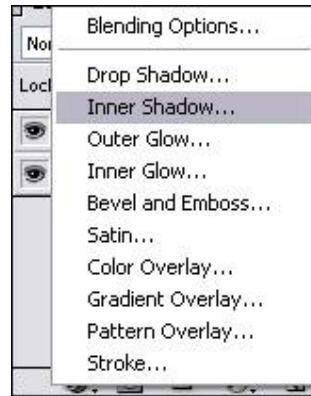 Blending Options...
Drop Shadow...
Inner Shadow...
Outer Glow...
Inner Glow...
Bevel and Emboss...
Satin...
Color Overlay...
Gradient Overlay...
Pattern Overlay...
Stroke...